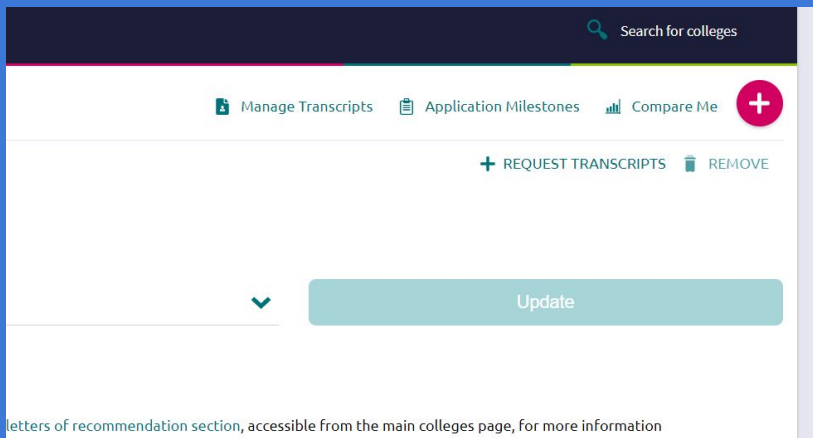 Search for colleges
Manage Transcripts Application Milestones Compare Me
REQUEST TRANSCRIPTS REMOVE
Update
letters of recommendation section, accessible from the main colleges page, for more information